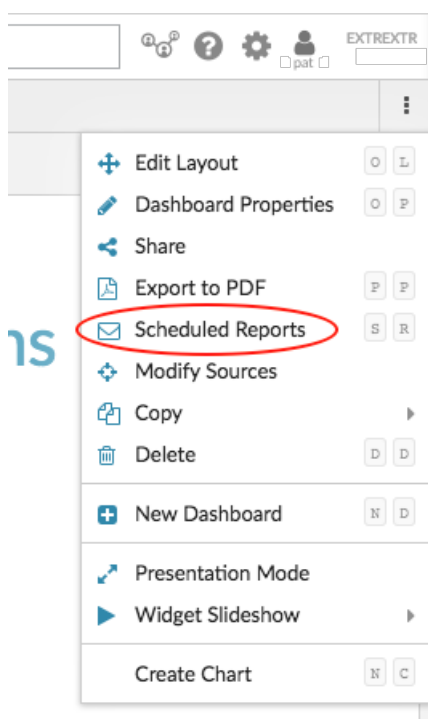 EXTREXTR
pat
Edit Layout O L
Dashboard Properties O P
Share
Export to PDF P P
ns
Scheduled Reports S R
Modify Sources
Copy
Delete D D
New Dashboard N D
Presentation Mode
Widget Slideshow
Create Chart N C